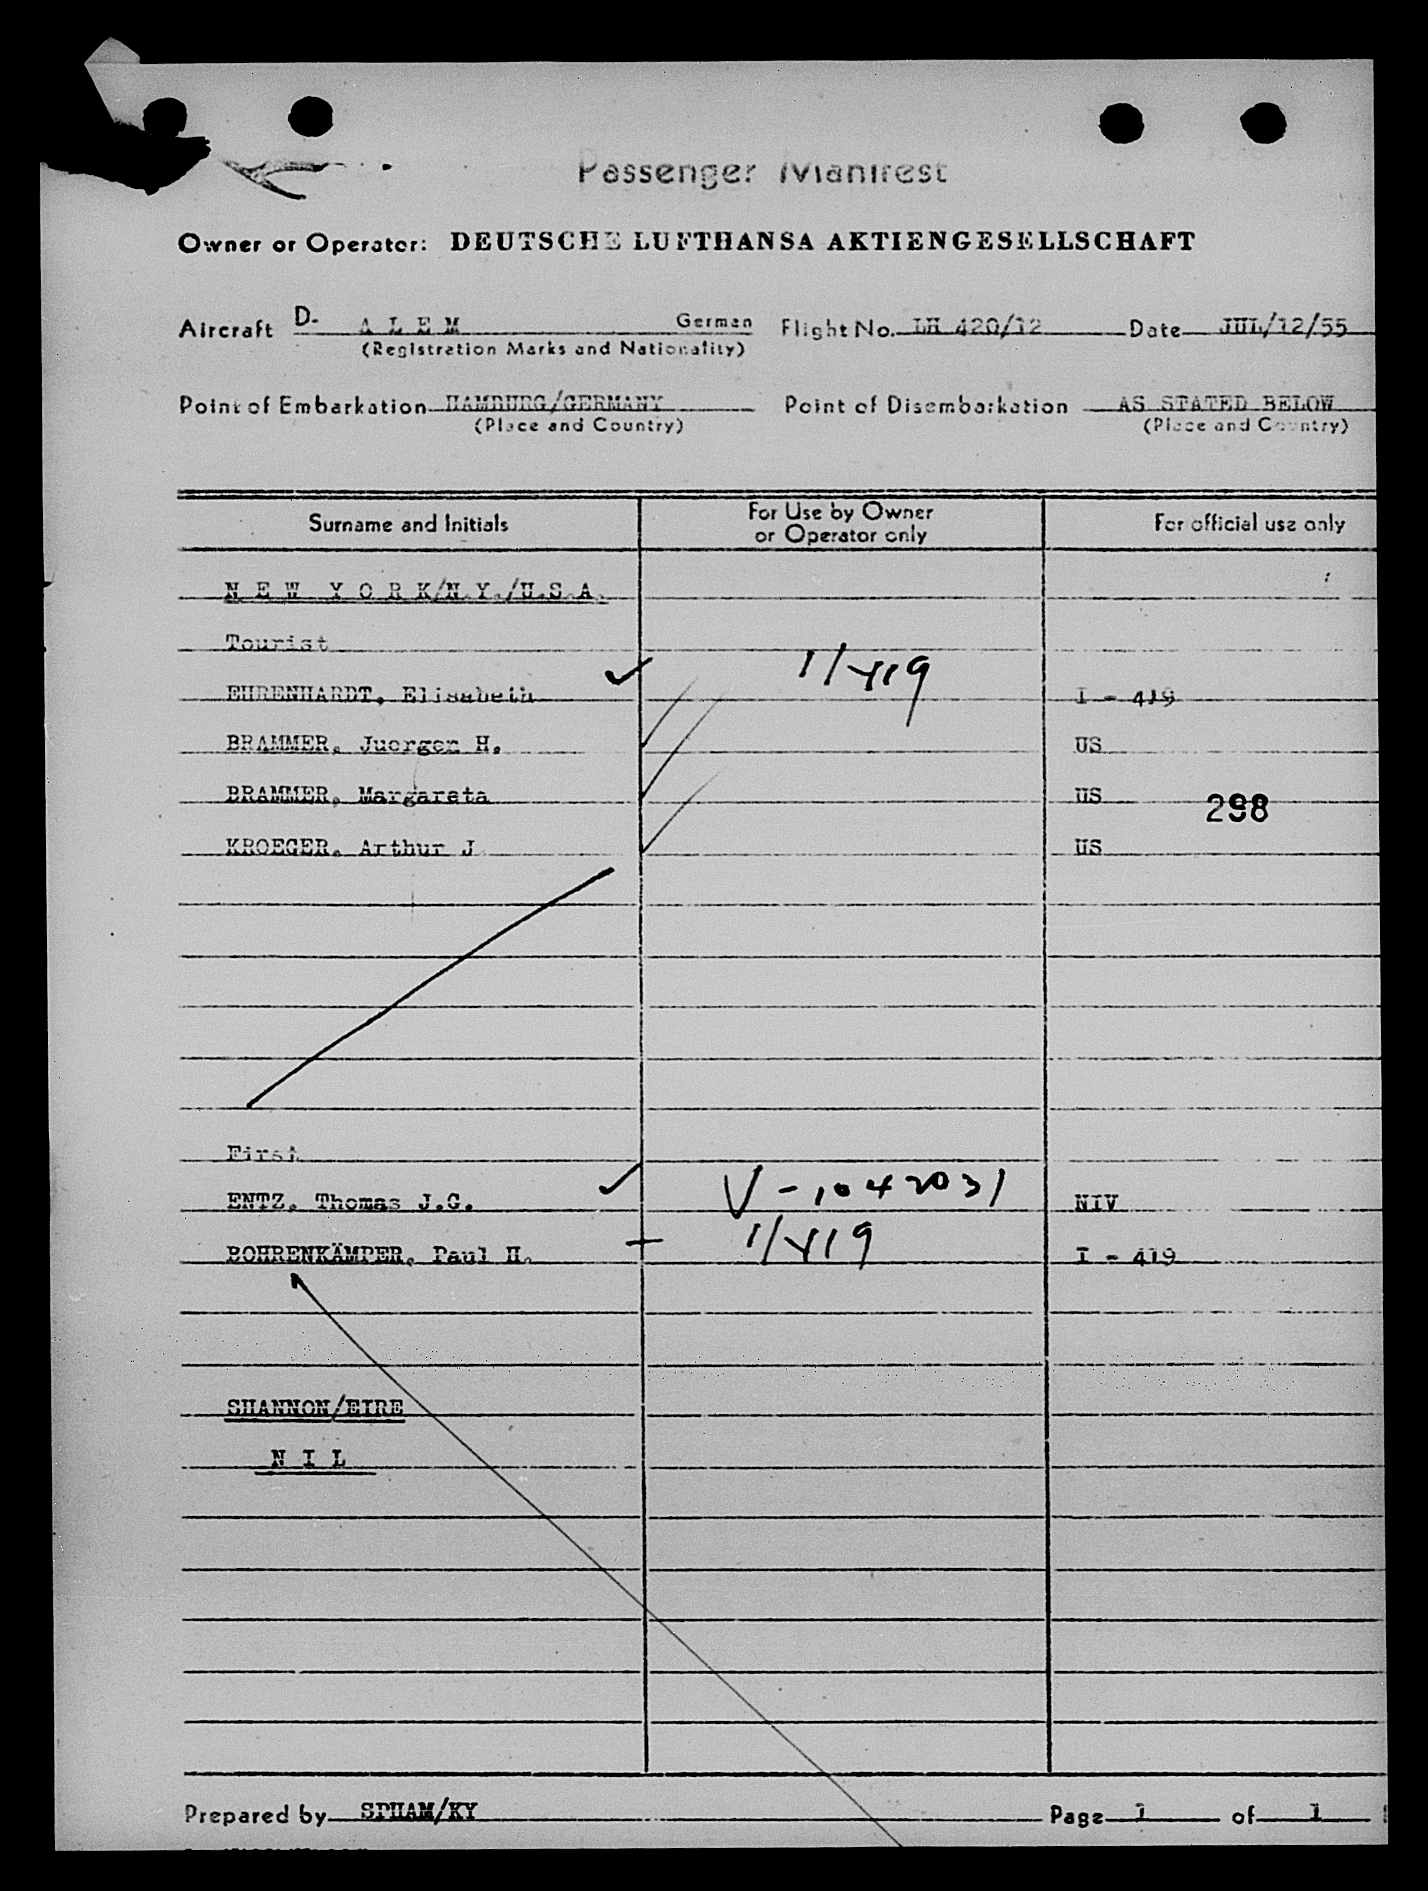 Passenger Manifest
Owner or Operator: DEUTSCHE LUFTHANSA AKTIENGESELLSCHAFT
Aircraft D- A L E M German Flight No. LH 420/12 Date JUL/12/55
(Registration Marks and Nationality)
Point of Embarkation HAMBURG/GERMANY Point of Disembarkation AS STATED BELOW
(Place and Country) (Place and Country)
Surname and Initials For Use by Owner or Operator only For official use only
N E W Y O R K/N.Y./U.S.A.
Tourist
EHRENHARDT, Elisabeth 1/419 I - 419
BRAMMER, Juergen H. US
BRAMMER, Margareta US 298
KROEGER, Arthur J. US
First
ENTZ, Thomas J.G. V-1042031 NIV
BOHRENKÄMPER, Paul H. 1/419 I - 419
SHANNON/EIRE
N I L
Prepared by SPHAM/KY Page 1 of 1